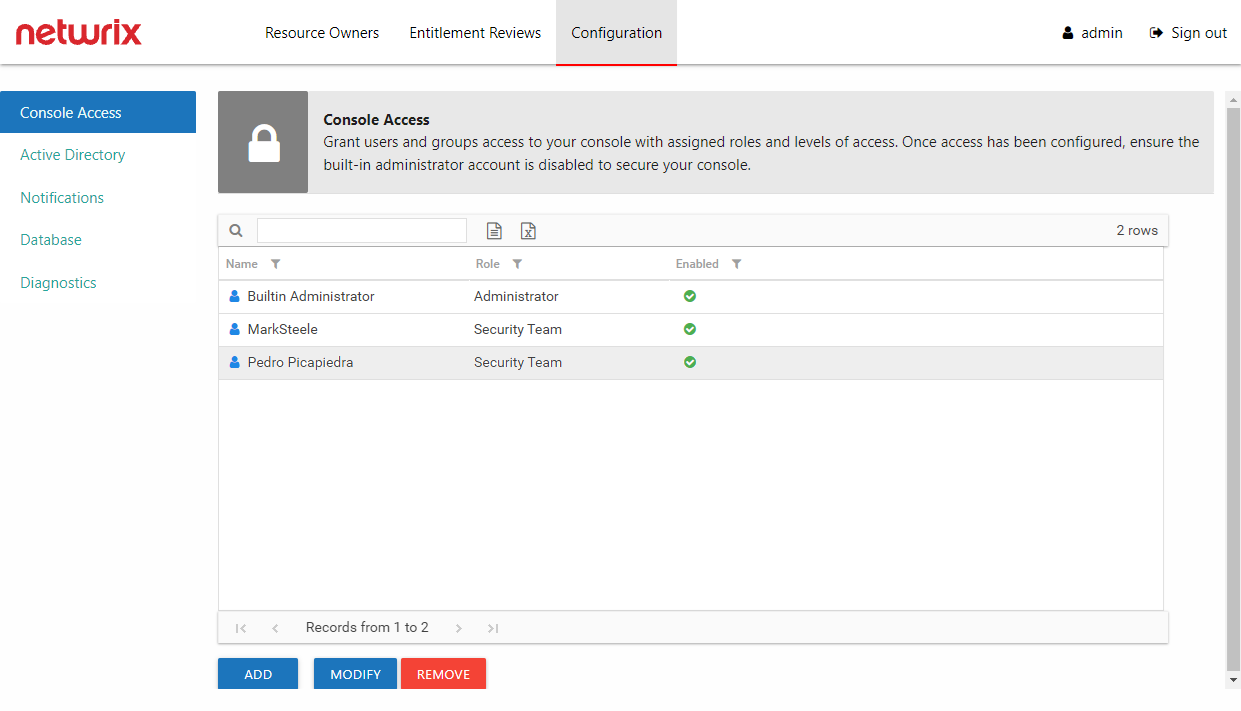 netwrix
Resource Owners Entitlement Reviews Configuration admin Sign out
Console Access
Active Directory
Notifications
Database
Diagnostics
Console Access
Grant users and groups access to your console with assigned roles and levels of access. Once access has been configured, ensure the
built-in administrator account is disabled to secure your console.
2 rows
Name Role Enabled
Builtin Administrator Administrator
MarkSteele Security Team
Pedro Picapiedra Security Team
Records from 1 to 2
ADD MODIFY REMOVE